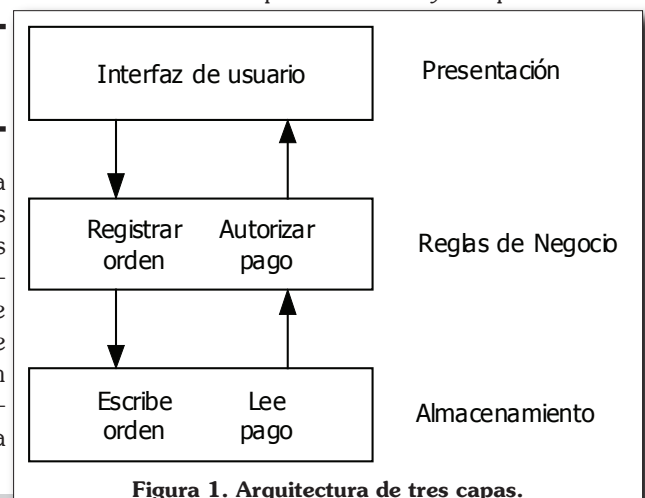 Interfaz de usuario
Presentación
Registrar Autorizar
orden pago
Reglas de Negocio
Escribe Lee
orden pago
Almacenamiento
Figura 1. Arquitectura de tres capas.